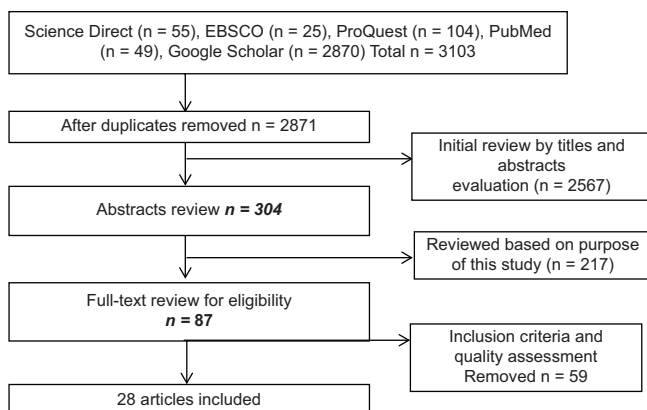 Science Direct (n = 55), EBSCO (n = 25), ProQuest (n = 104), PubMed
(n = 49), Google Scholar (n = 2870) Total n = 3103
After duplicates removed n = 2871
Initial review by titles and
abstracts
evaluation (n = 2567)
Abstracts review n = 304
Reviewed based on purpose
of this study (n = 217)
Full-text review for eligibility
n = 87
Inclusion criteria and
quality assessment
Removed n = 59
28 articles included